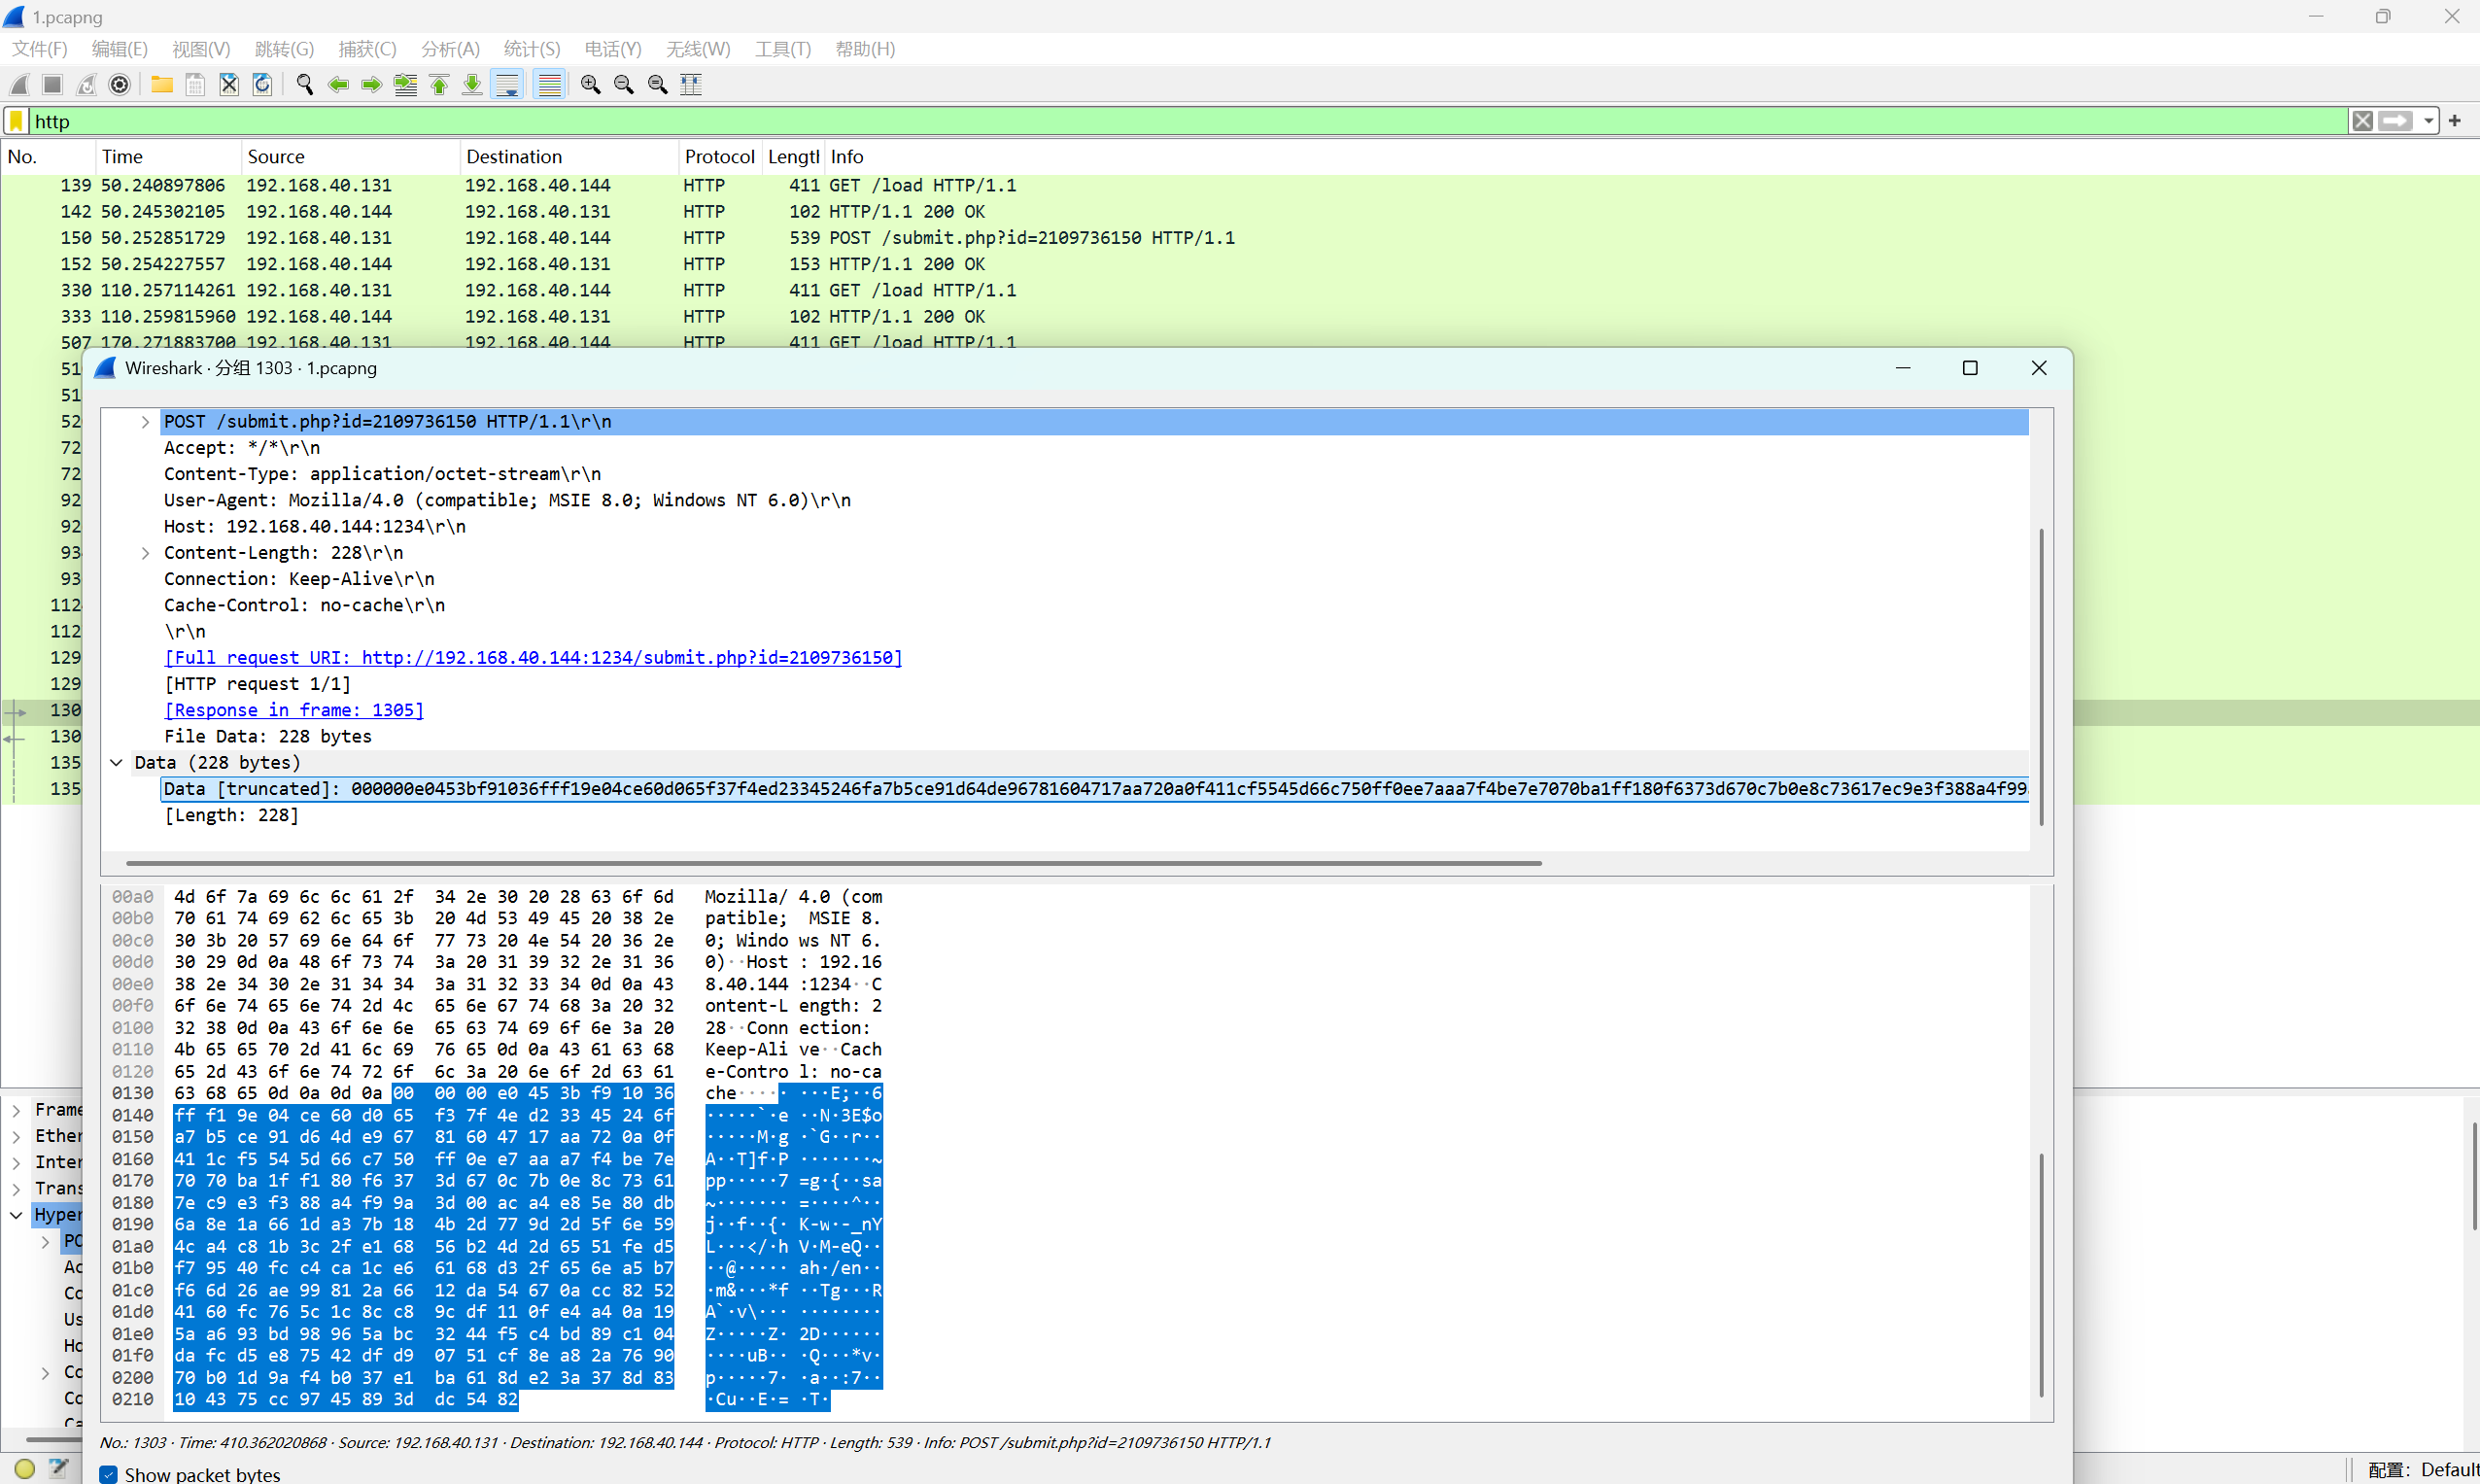 1.pcapng
文件(F) 编辑(E) 视图(V) 跳转(G) 捕获(C) 分析(A) 统计(S) 电话(Y) 无线(W) 工具(T) 帮助(H)
http
No. Time Source Destination Protocol Lengtl Info
139 50.240897806 192.168.40.131 192.168.40.144 HTTP 411 GET /load HTTP/1.1
142 50.245302105 192.168.40.144 192.168.40.131 HTTP 102 HTTP/1.1 200 OK
150 50.252851729 192.168.40.131 192.168.40.144 HTTP 539 POST /submit.php?id=2109736150 HTTP/1.1
152 50.254227557 192.168.40.144 192.168.40.131 HTTP 153 HTTP/1.1 200 OK
330 110.257114261 192.168.40.131 192.168.40.144 HTTP 411 GET /load HTTP/1.1
333 110.259815960 192.168.40.144 192.168.40.131 HTTP 102 HTTP/1.1 200 OK
507 170.271883700 192.168.40.131 192.168.40.144 HTTP 411 GET /load HTTP/1.1
51
51
52
72
72
92
92
93
93
112
112
129
129
130
130
135
135
Wireshark · 分组 1303 · 1.pcapng
POST /submit.php?id=2109736150 HTTP/1.1\r\n
Accept: */*\r\n
Content-Type: application/octet-stream\r\n
User-Agent: Mozilla/4.0 (compatible; MSIE 8.0; Windows NT 6.0)\r\n
Host: 192.168.40.144:1234\r\n
Content-Length: 228\r\n
Connection: Keep-Alive\r\n
Cache-Control: no-cache\r\n
\r\n
[Full request URI: http://192.168.40.144:1234/submit.php?id=2109736150]
[HTTP request 1/1]
[Response in frame: 1305]
File Data: 228 bytes
Data (228 bytes)
Data [truncated]: 000000e0453bf91036fff19e04ce60d065f37f4ed23345246fa7b5ce91d64de96781604717aa720a0f411cf5545d66c750ff0ee7aaa7f4be7e7070ba1ff180f6373d670c7b0e8c73617ec9e3f388a4f99
[Length: 228]
00a0 4d 6f 7a 69 6c 6c 61 2f 34 2e 30 20 28 63 6f 6d Mozilla/ 4.0 (com
00b0 70 61 74 69 62 6c 65 3b 20 4d 53 49 45 20 38 2e patible; MSIE 8.
00c0 30 3b 20 57 69 6e 64 6f 77 73 20 4e 54 20 36 2e 0; Windo ws NT 6.
00d0 30 29 0d 0a 48 6f 73 74 3a 20 31 39 32 2e 31 36 0)··Host : 192.16
00e0 38 2e 34 30 2e 31 34 34 3a 31 32 33 34 0d 0a 43 8.40.144 :1234··C
00f0 6f 6e 74 65 6e 74 2d 4c 65 6e 67 74 68 3a 20 32 ontent-L ength: 2
0100 32 38 0d 0a 43 6f 6e 6e 65 63 74 69 6f 6e 3a 20 28··Conn ection:
0110 4b 65 65 70 2d 41 6c 69 76 65 0d 0a 43 61 63 68 Keep-Ali ve··Cach
0120 65 2d 43 6f 6e 74 72 6f 6c 3a 20 6e 6f 2d 63 61 e-Contro l: no-ca
0130 63 68 65 0d 0a 0d 0a 00 00 00 e0 45 3b f9 10 36 che····· ···E;··6
0140 ff f1 9e 04 ce 60 d0 65 f3 7f 4e d2 33 45 24 6f ·····`·e ··N·3E$o
0150 a7 b5 ce 91 d6 4d e9 67 81 60 47 17 aa 72 0a 0f ·····M·g ·`G··r··
0160 41 1c f5 54 5d 66 c7 50 ff 0e e7 aa a7 f4 be 7e A··T]f·P ·······~
0170 70 70 ba 1f f1 80 f6 37 3d 67 0c 7b 0e 8c 73 61 pp·····7 =g·{··sa
0180 7e c9 e3 f3 88 a4 f9 9a 3d 00 ac a4 e8 5e 80 db ~······· =····^··
0190 6a 8e 1a 66 1d a3 7b 18 4b 2d 77 9d 2d 5f 6e 59 j··f··{· K-w·-_nY
01a0 4c a4 c8 1b 3c 2f e1 68 56 b2 4d 2d 65 51 fe d5 L···</·h V·M-eQ··
01b0 f7 95 40 fc c4 ca 1c e6 61 68 d3 2f 65 6e a5 b7 ··@····· ah·/en··
01c0 f6 6d 26 ae 99 81 2a 66 12 da 54 67 0a cc 82 52 ·m&···*f ··Tg···R
01d0 41 60 fc 76 5c 1c 8c c8 9c df 11 0f e4 a4 0a 19 A`·v\··· ········
01e0 5a a6 93 bd 98 96 5a bc 32 44 f5 c4 bd 89 c1 04 Z·····Z· 2D······
01f0 da fc d5 e8 75 42 df d9 07 51 cf 8e a8 2a 76 90 ····uB·· ·Q···*v·
0200 70 b0 1d 9a f4 b0 37 e1 ba 61 8d e2 3a 37 8d 83 p·····7· ·a··:7··
0210 10 43 75 cc 97 45 89 3d dc 54 82 ·Cu··E·= ·T·
No.: 1303 · Time: 410.362020868 · Source: 192.168.40.131 · Destination: 192.168.40.144 · Protocol: HTTP · Length: 539 · Info: POST /submit.php?id=2109736150 HTTP/1.1
Show packet bytes
Frame
Ether
Inter
Trans
Hyper
PO
Ac
Co
Us
Ho
Co
Co
Ca
配置: Default